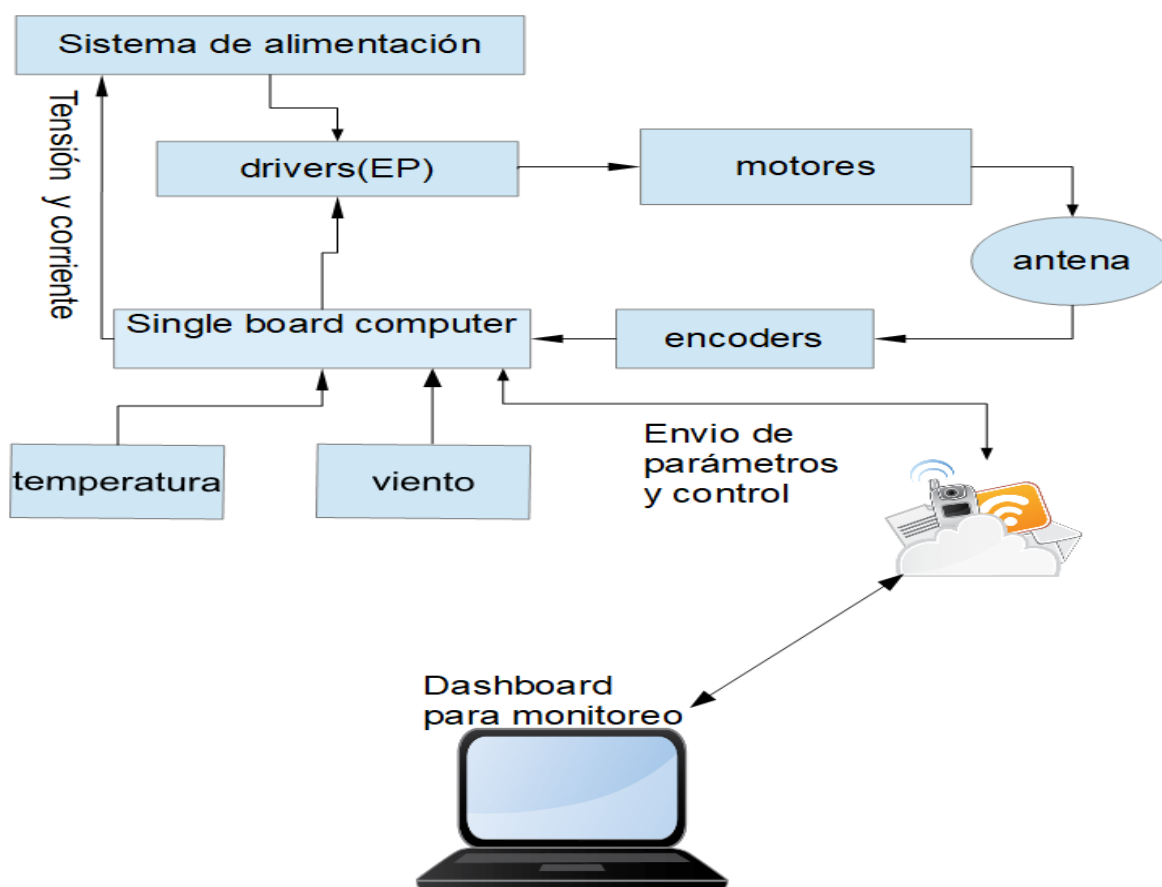 Sistema de alimentación
Tensión y corriente
drivers(EP)
motores
antena
Single board computer
encoders
temperatura
viento
Envio de
parámetros
y control
Dashboard
para monitoreo